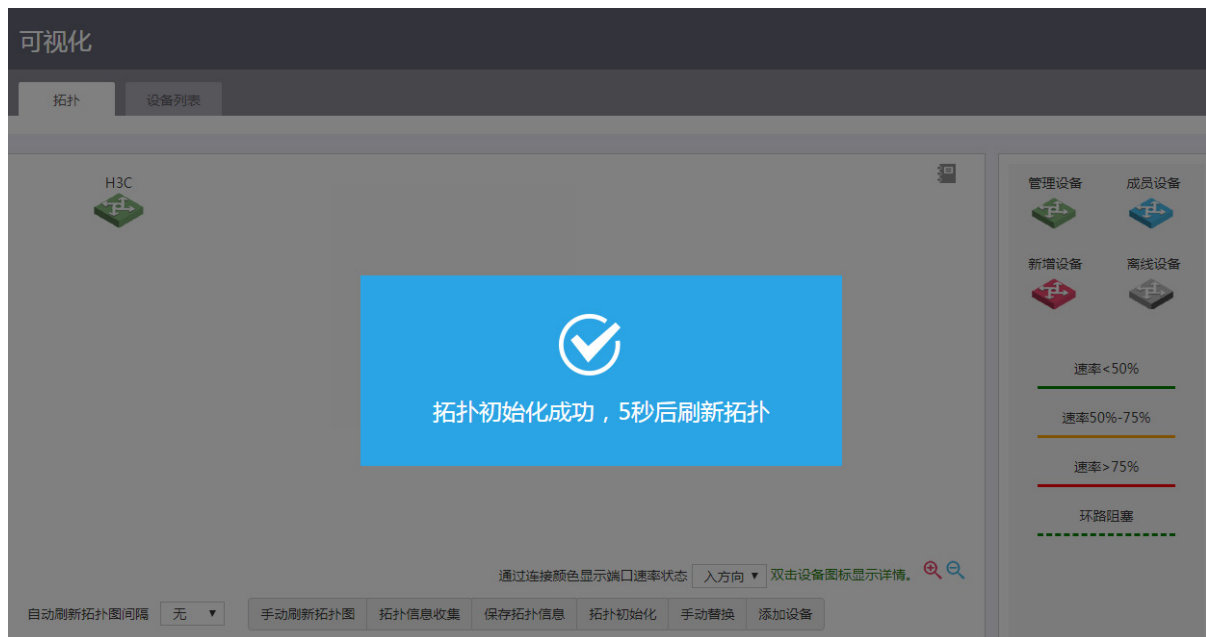 可视化
拓扑
设备列表
H3C
管理设备
成员设备
新增设备
离线设备
拓扑初始化成功，5秒后刷新拓扑
速率<50%
速率50%-75%
速率>75%
环路阻塞
通过连接颜色显示端口速率状态 入方向 双击设备图标显示详情。
自动刷新拓扑图间隔 无 手动刷新拓扑图 拓扑信息收集 保存拓扑信息 拓扑初始化 手动替换 添加设备